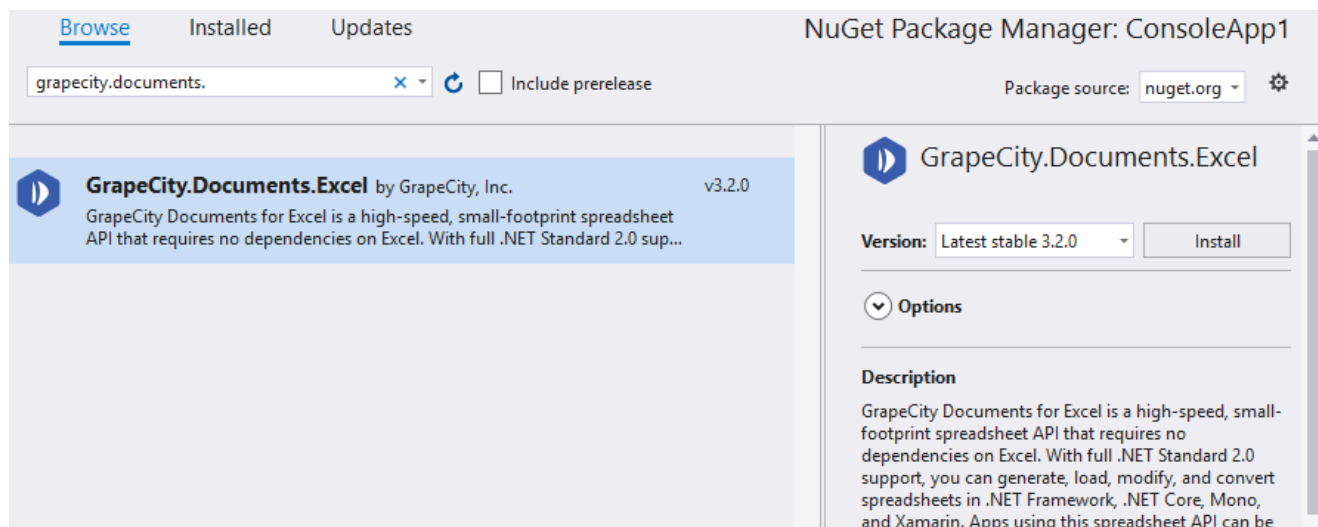 Browse Installed Updates
NuGet Package Manager: ConsoleApp1
grapecity.documents.
Include prerelease
Package source: nuget.org
GrapeCity.Documents.Excel by GrapeCity, Inc. v3.2.0
GrapeCity Documents for Excel is a high-speed, small-footprint spreadsheet
API that requires no dependencies on Excel. With full .NET Standard 2.0 sup...
GrapeCity.Documents.Excel
Version: Latest stable 3.2.0 Install
Options
Description
GrapeCity Documents for Excel is a high-speed, small-
footprint spreadsheet API that requires no
dependencies on Excel. With full .NET Standard 2.0
support, you can generate, load, modify, and convert
spreadsheets in .NET Framework, .NET Core, Mono,
and Xamarin. Apps using this spreadsheet API can be